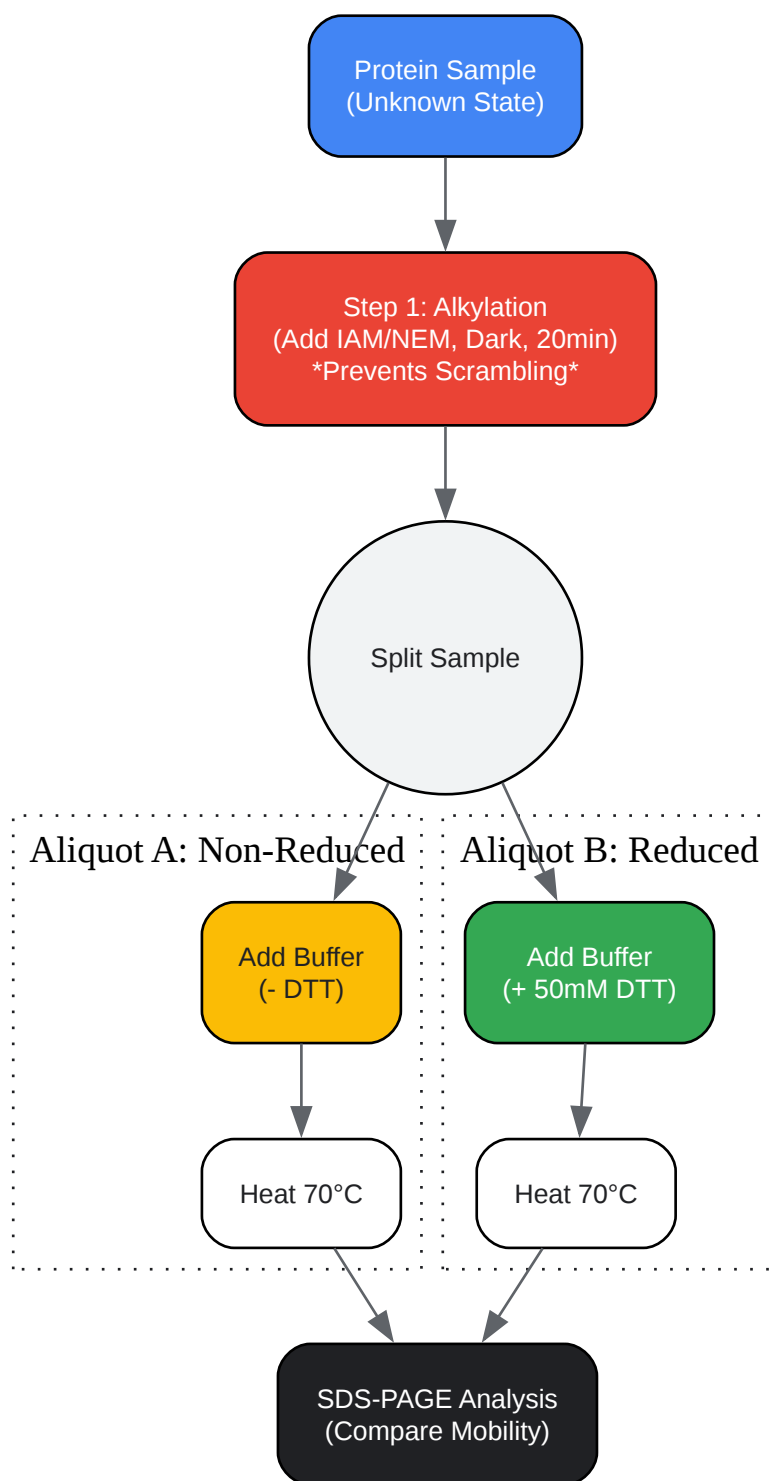 Protein Sample
(Unknown State)
Step 1: Alkylation
(Add IAM/NEM, Dark, 20min)
*Prevents Scrambling*
Split Sample
Aliquot A: Non-Reduced
Aliquot B: Reduced
Add Buffer
(- DTT)
Add Buffer
(+ 50mM DTT)
Heat 70°C
Heat 70°C
SDS-PAGE Analysis
(Compare Mobility)